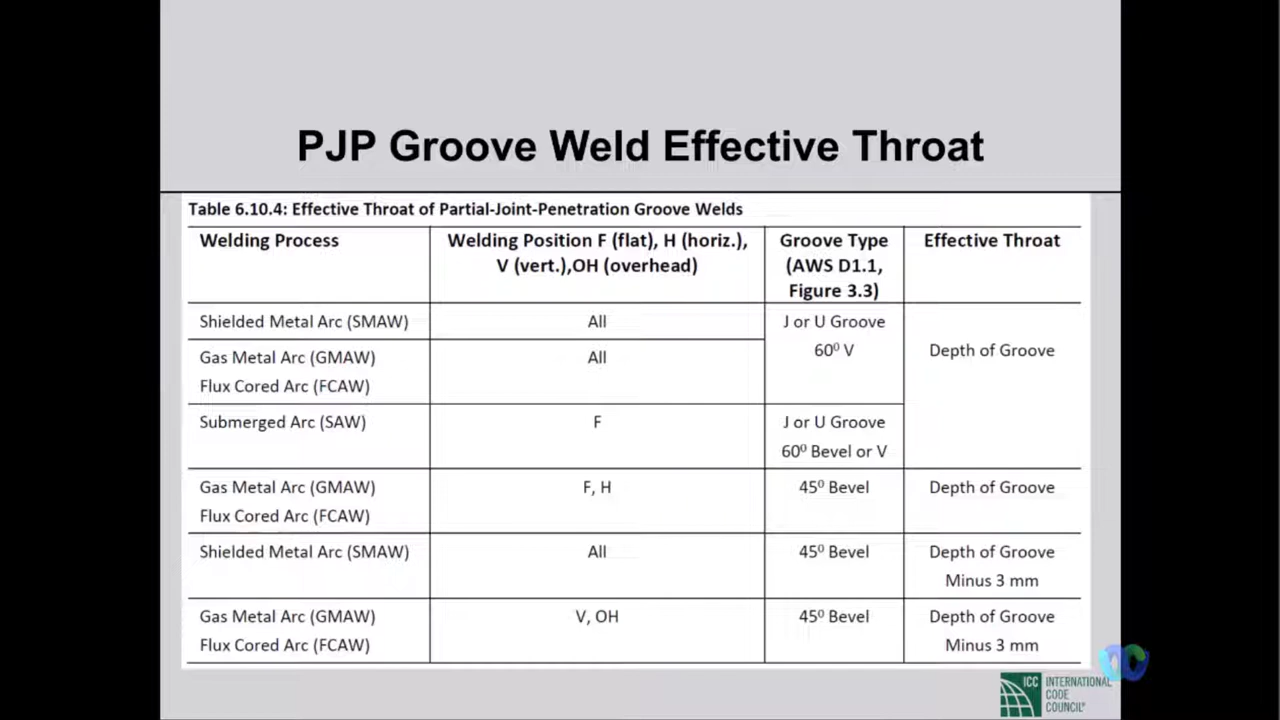 PJP Groove Weld Effective Throat
Table 6.10.4: Effective Throat of Partial-Joint-Penetration Groove Welds
Welding Process
Welding Position F (flat), H (horiz.),
V (vert.),OH (overhead)
Groove Type
(AWS D1.1,
Figure 3.3)
Effective Throat
Shielded Metal Arc (SMAW)
All
J or U Groove
60⁰ V
Depth of Groove
Gas Metal Arc (GMAW)
Flux Cored Arc (FCAW)
All
Submerged Arc (SAW)
F
J or U Groove
60⁰ Bevel or V
Gas Metal Arc (GMAW)
Flux Cored Arc (FCAW)
F, H
45⁰ Bevel
Depth of Groove
Shielded Metal Arc (SMAW)
All
45⁰ Bevel
Depth of Groove
Minus 3 mm
Gas Metal Arc (GMAW)
Flux Cored Arc (FCAW)
V, OH
45⁰ Bevel
Depth of Groove
Minus 3 mm
ICC
INTERNATIONAL
CODE
COUNCIL®